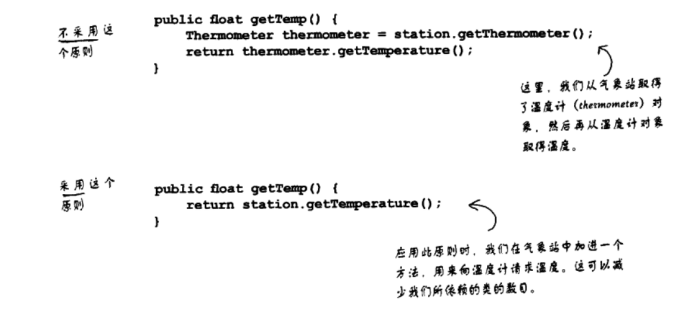 不采用这
个原则
public float getTemp() {
Thermometer thermometer = station.getThermometer();
return thermometer.getTemperature();
}
这里，我们从气象站取得
了温度计（thermometer）对
象，然后再从温度计对象
取得温度。
采用这个
原则
public float getTemp() {
return station.getTemperature();
}
应用此原则时，我们在气象站中加进一个
方法，用来向温度计请求温度。这可以减
少我们所依赖的类的数目。